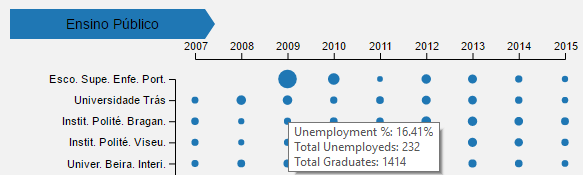 Ensino Público
2007 2008 2009 2010 2011 2012 2013 2014 2015
Esco. Supe. Enfe. Port.
Universidade Trás
Instit. Polité. Bragan.
Instit. Polité. Viseu.
Univer. Beira. Interi.
Unemployment %: 16.41%
Total Unemployeds: 232
Total Graduates: 1414